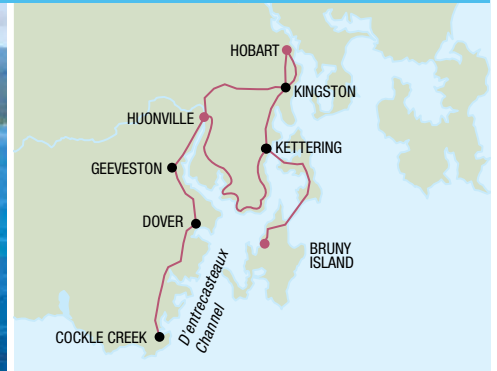 HOBART
KINGSTON
HUONVILLE
KETTERING
GEEVESTON
DOVER
BRUNY
ISLAND
D'entrecasteaux
Channel
COCKLE CREEK